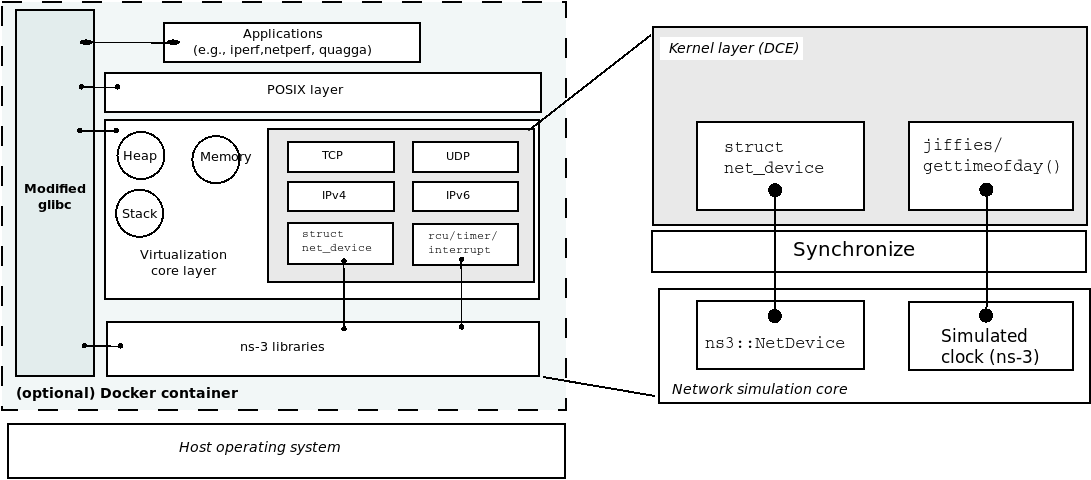 Applications
(e.g., iperf,netperf, quagga)
POSIX layer
Modified
glibc
Heap
Memory
Stack
Virtualization
core layer
TCP
UDP
IPv4
IPv6
struct
net_device
rcu/timer/
interrupt
ns-3 libraries
(optional) Docker container
Host operating system
Kernel layer (DCE)
struct
net_device
jiffies/
gettimeofday()
Synchronize
ns3::NetDevice
Simulated
clock (ns-3)
Network simulation core